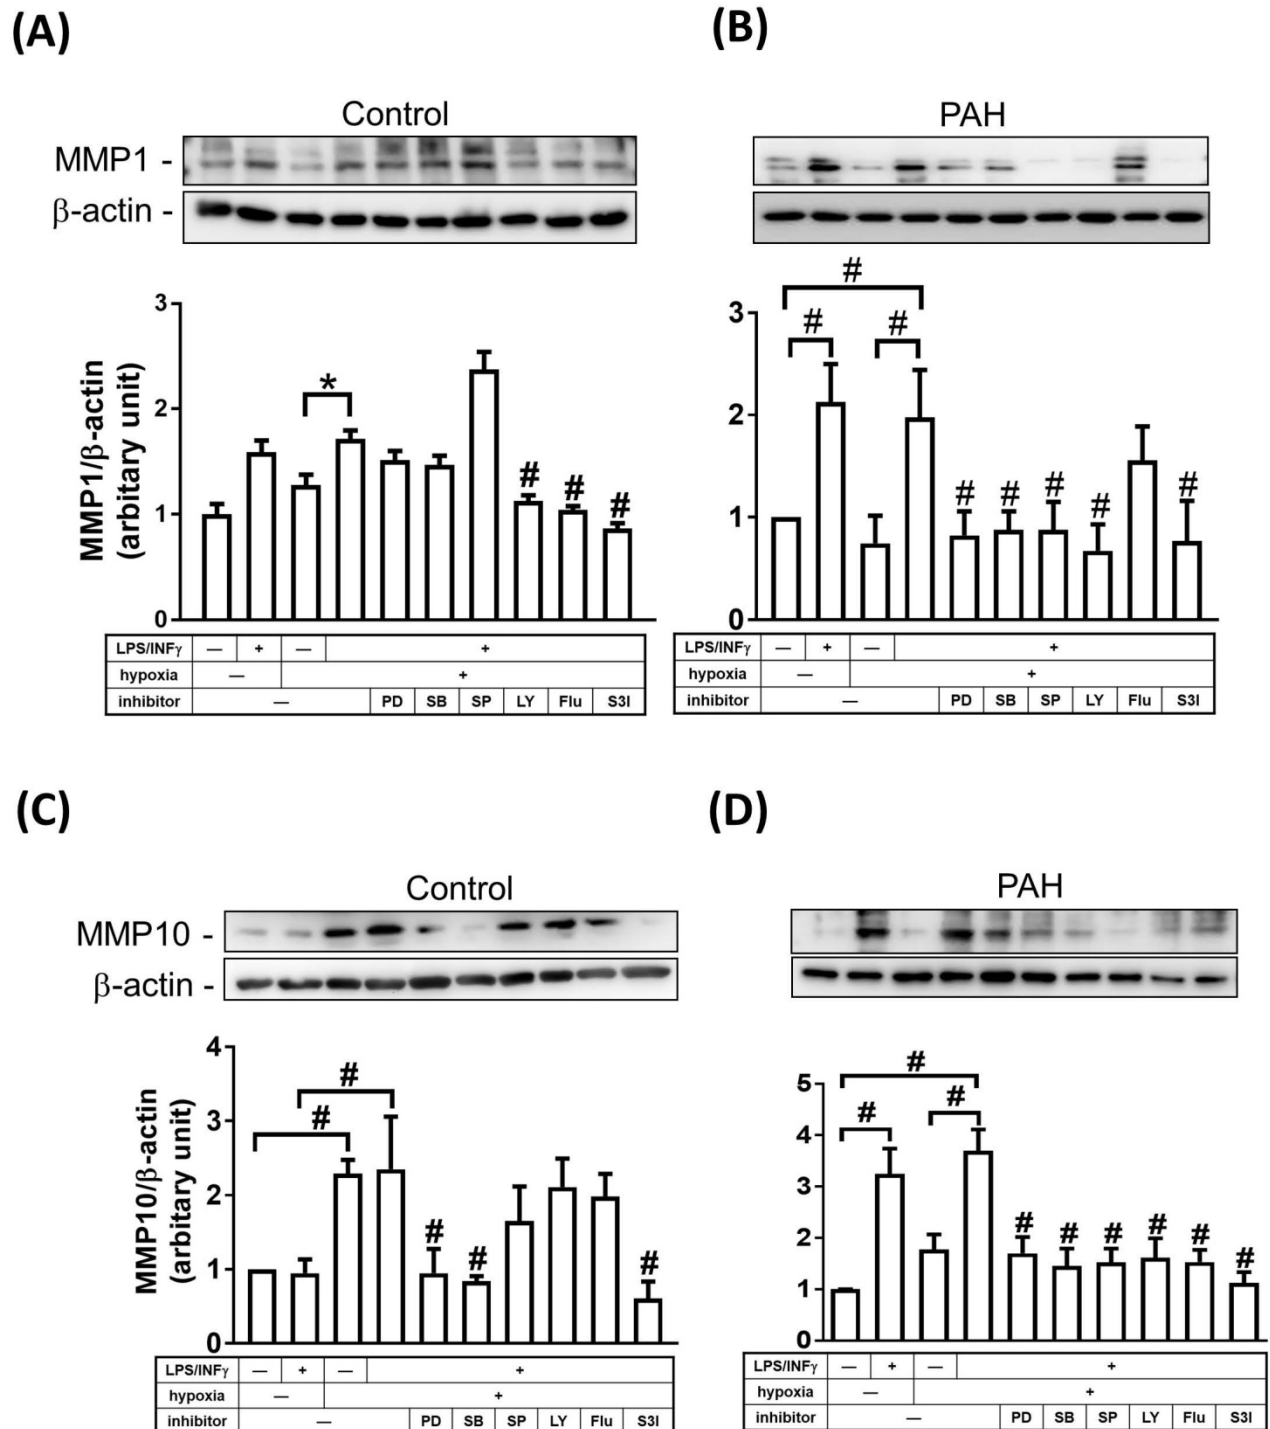 (A)
Control
MMP1 -
β-actin -
3
2
1
0
MMP1/β-actin
(arbitary unit)
*
# # #
LPS/INFγ — + — +
hypoxia — +
inhibitor — PD SB SP LY Flu S3I
(B)
PAH
3
2
1
0
#
# #
# # # # #
LPS/INFγ — + — +
hypoxia — +
inhibitor — PD SB SP LY Flu S3I
(C)
Control
MMP10 -
β-actin -
4
3
2
1
0
MMP10/β-actin
(arbitary unit)
#
#
# # #
LPS/INFγ — + — +
hypoxia — +
inhibitor — PD SB SP LY Flu S3I
(D)
PAH
5
4
3
2
1
0
#
# #
# # # # # #
LPS/INFγ — + — +
hypoxia — +
inhibitor — PD SB SP LY Flu S3I